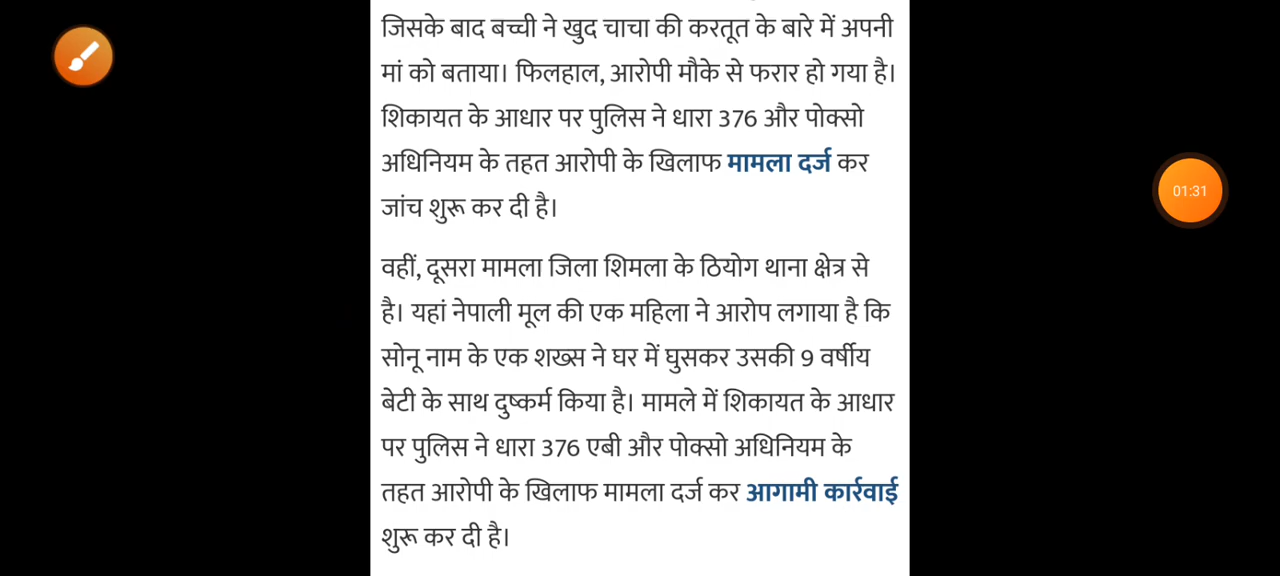 जिसके बाद बच्ची ने खुद चाचा की करतूत के बारे में अपनी
मां को बताया। फिलहाल, आरोपी मौके से फरार हो गया है।
शिकायत के आधार पर पुलिस ने धारा 376 और पोक्सो
अधिनियम के तहत आरोपी के खिलाफ मामला दर्ज कर
जांच शुरू कर दी है।
01:31
वहीं, दूसरा मामला जिला शिमला के ठियोग थाना क्षेत्र से
है। यहां नेपाली मूल की एक महिला ने आरोप लगाया है कि
सोनू नाम के एक शख्स ने घर में घुसकर उसकी 9 वर्षीय
बेटी के साथ दुष्कर्म किया है। मामले में शिकायत के आधार
पर पुलिस ने धारा 376 एबी और पोक्सो अधिनियम के
तहत आरोपी के खिलाफ मामला दर्ज कर आगामी कार्रवाई
शुरू कर दी है।